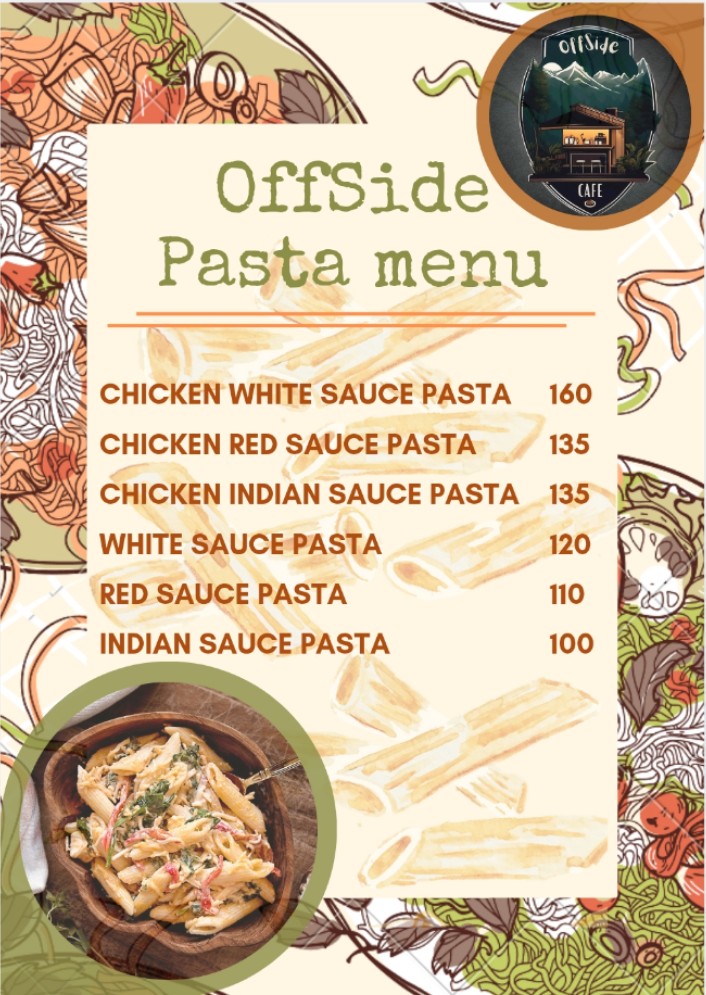 OffSide
CAFE
OffSide
Pasta menu
CHICKEN WHITE SAUCE PASTA 160
CHICKEN RED SAUCE PASTA 135
CHICKEN INDIAN SAUCE PASTA 135
WHITE SAUCE PASTA 120
RED SAUCE PASTA 110
INDIAN SAUCE PASTA 100